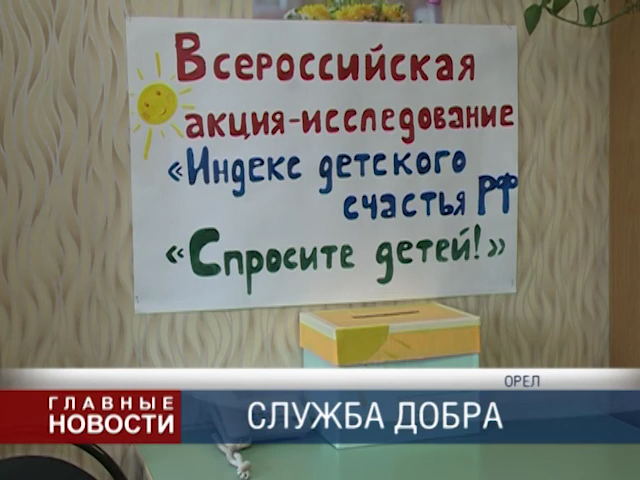 Всероссийская
акция-исследование
«Индекс детского
счастья РФ
«Спросите детей!»
ОРЕЛ
ГЛАВНЫЕ
НОВОСТИ
СЛУЖБА ДОБРА